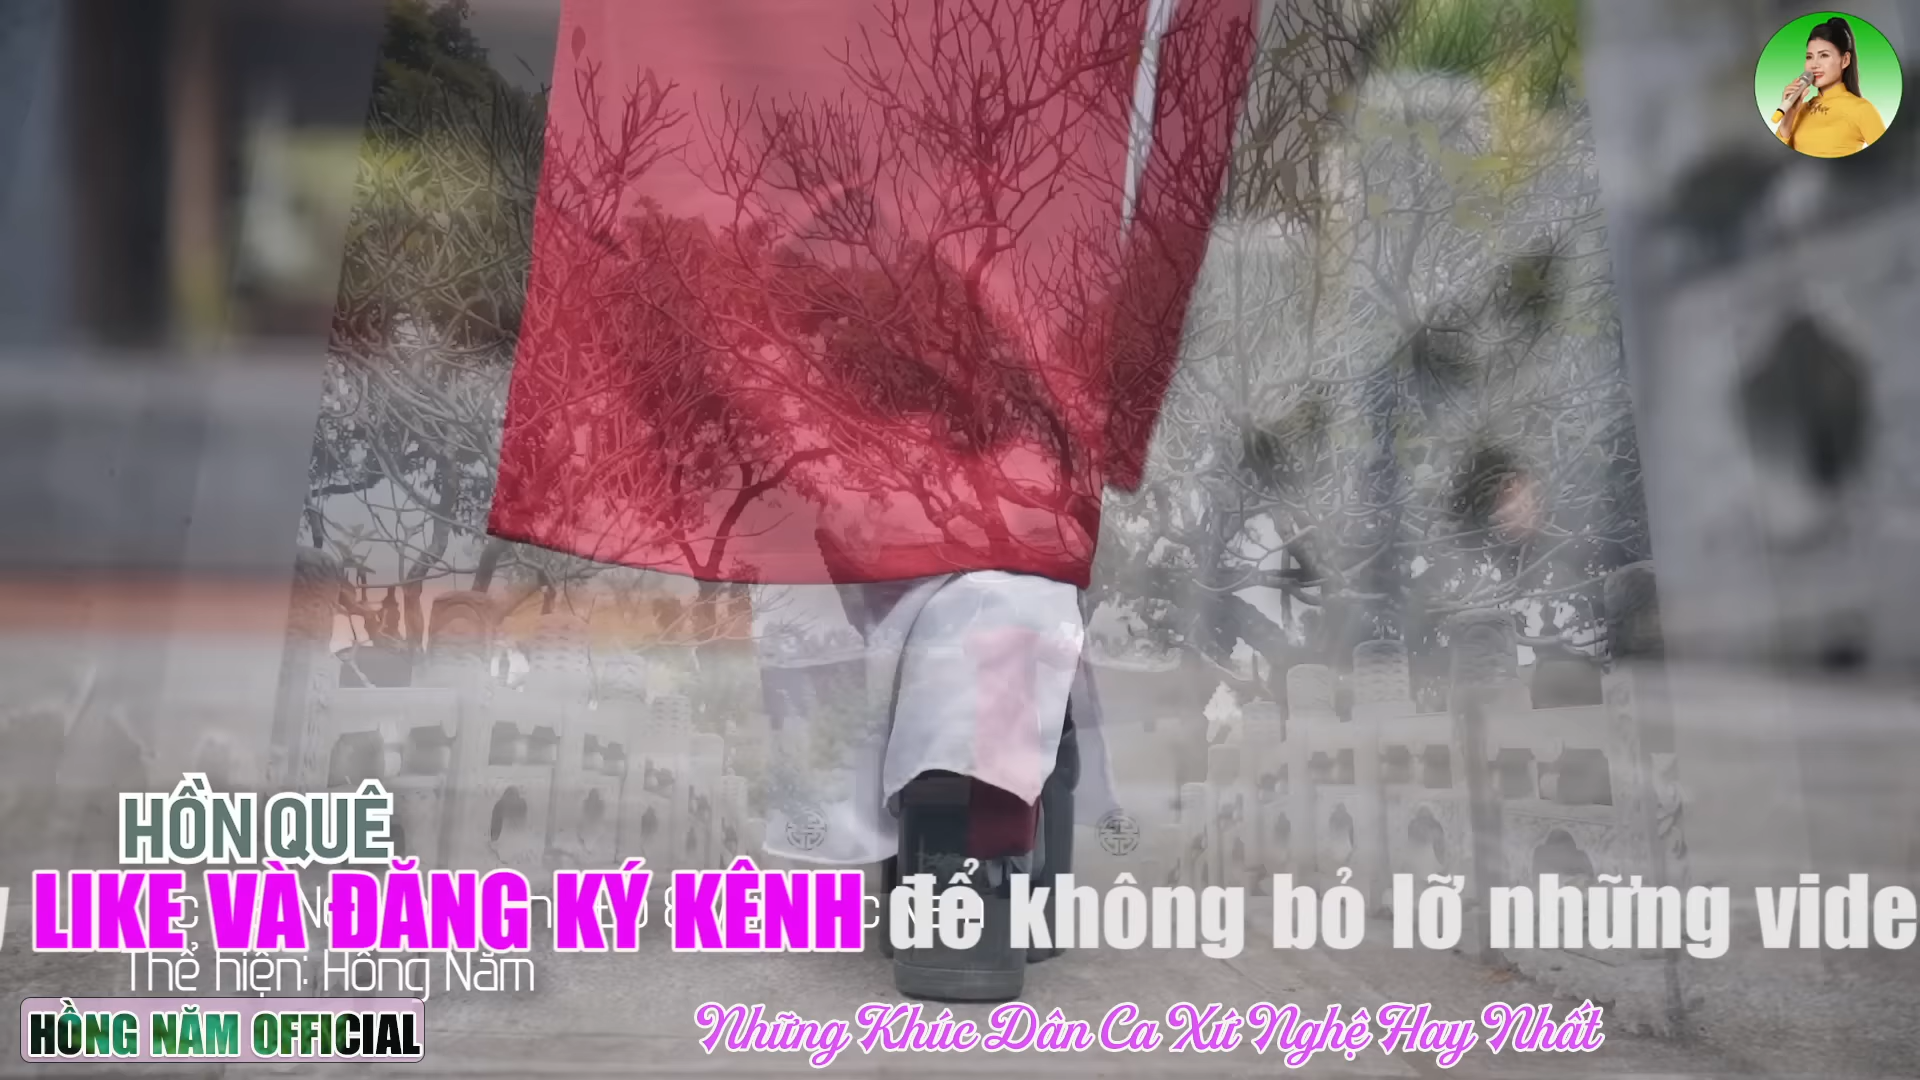 HỒN QUÊ
LIKE VÀ ĐĂNG KÝ KÊNH để không bỏ lỡ những vide
Thể hiện: Hồng Năm
HỒNG NĂM OFFICIAL
Những Khúc Dân Ca Xứ Nghệ Hay Nhất